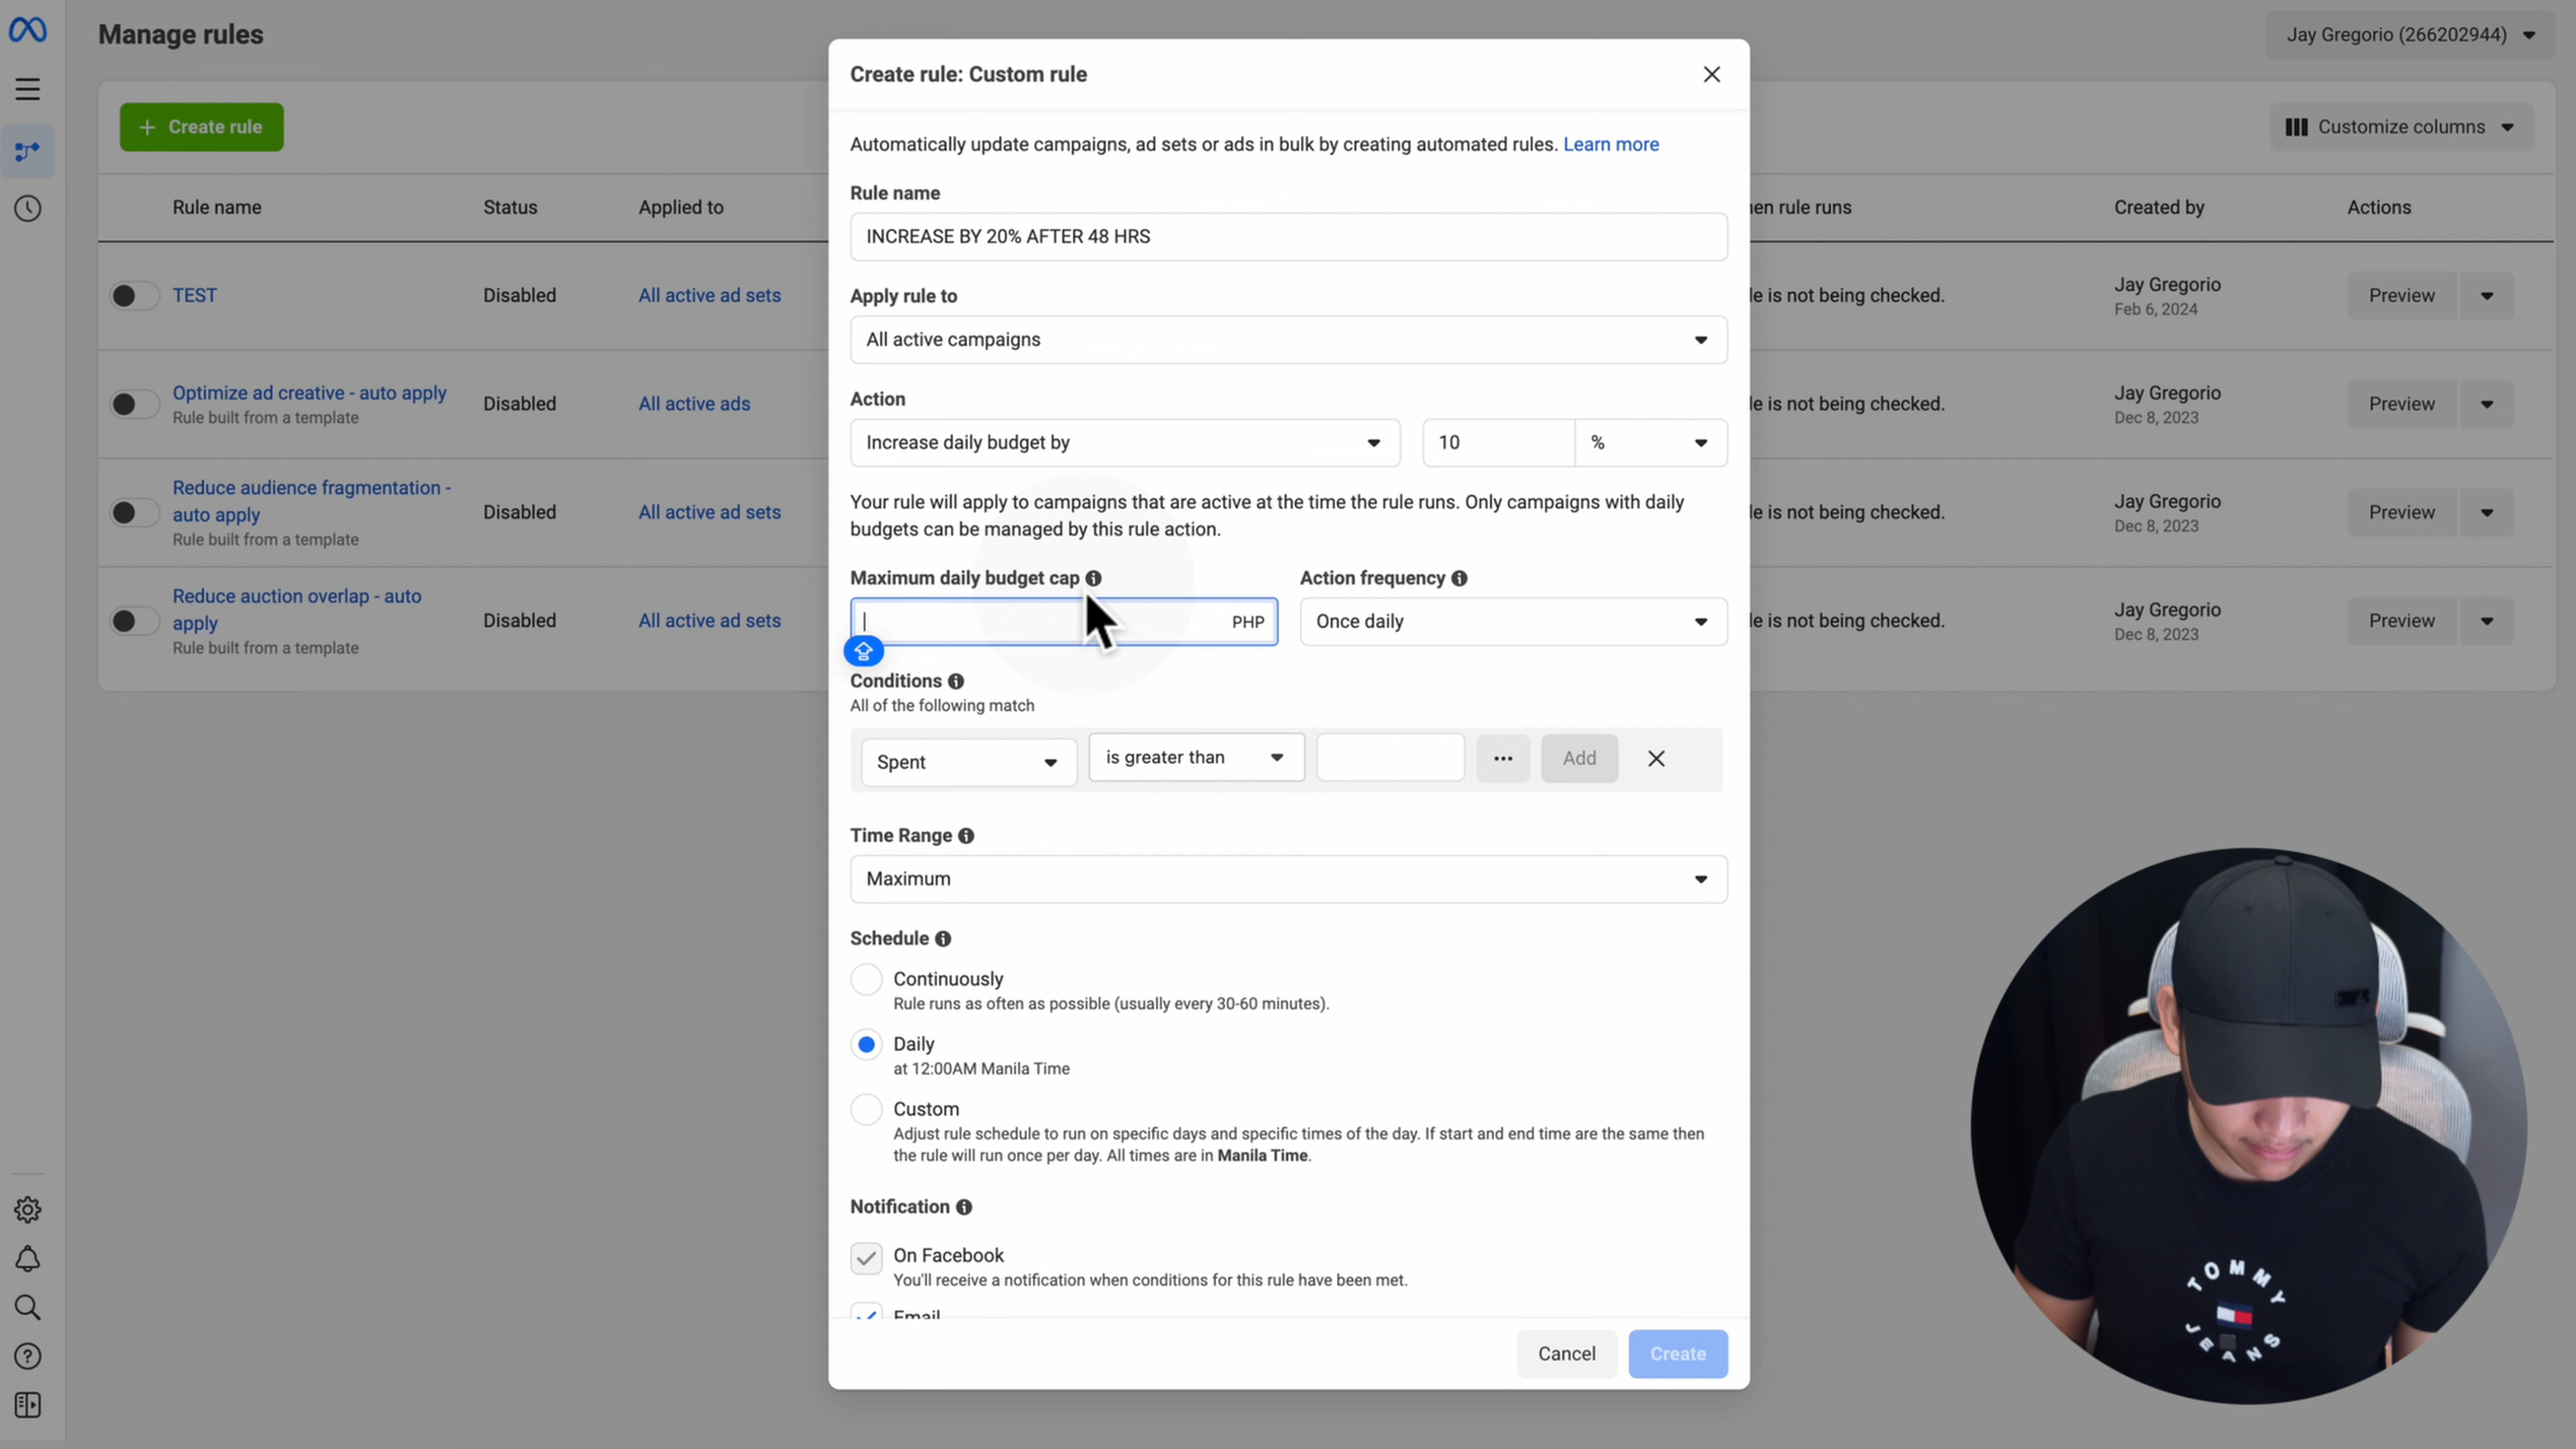 Manage rules
Jay Gregorio (266202944)
Create rule
Customize columns
Rule name
Status
Applied to
en rule runs
Created by
Actions
TEST
Disabled
All active ad sets
le is not being checked.
Jay Gregorio
Feb 6, 2024
Preview
Optimize ad creative - auto apply
Rule built from a template
Disabled
All active ads
le is not being checked.
Jay Gregorio
Dec 8, 2023
Preview
Reduce audience fragmentation -
auto apply
Rule built from a template
Disabled
All active ad sets
le is not being checked.
Jay Gregorio
Dec 8, 2023
Preview
Reduce auction overlap - auto
apply
Rule built from a template
Disabled
All active ad sets
le is not being checked.
Jay Gregorio
Dec 8, 2023
Preview
Create rule: Custom rule
Automatically update campaigns, ad sets or ads in bulk by creating automated rules. Learn more
Rule name
INCREASE BY 20% AFTER 48 HRS
Apply rule to
All active campaigns
Action
Increase daily budget by
10
%
Your rule will apply to campaigns that are active at the time the rule runs. Only campaigns with daily
budgets can be managed by this rule action.
Maximum daily budget cap
Action frequency
PHP
Once daily
Conditions
All of the following match
Spent
is greater than
Add
Time Range
Maximum
Schedule
Continuously
Rule runs as often as possible (usually every 30-60 minutes).
Daily
at 12:00AM Manila Time
Custom
Adjust rule schedule to run on specific days and specific times of the day. If start and end time are the same then
the rule will run once per day. All times are in Manila Time.
Notification
On Facebook
You'll receive a notification when conditions for this rule have been met.
Email
Cancel
Create
TOMMY
JEANS